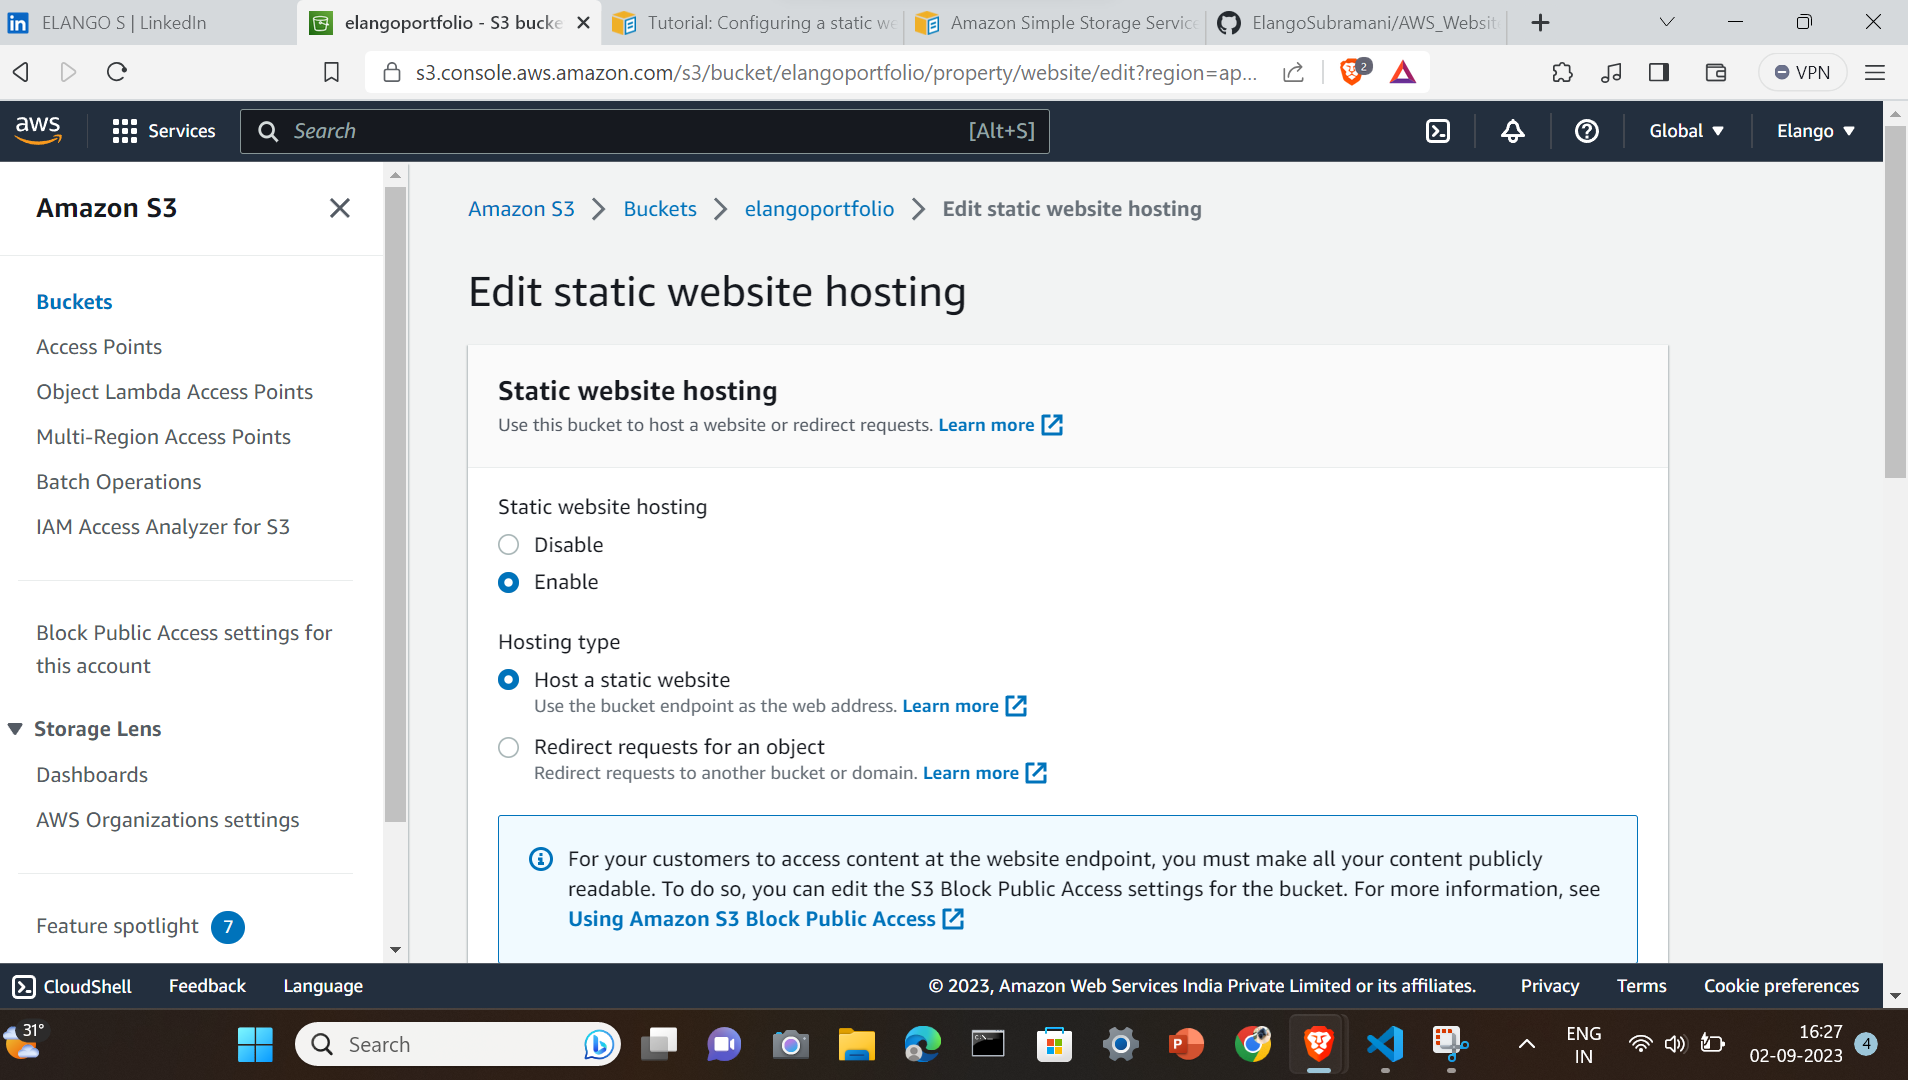 ELANGO S | LinkedIn
elangoportfolio - S3 bucke
Tutorial: Configuring a static we
Amazon Simple Storage Service
ElangoSubramani/AWS_Website
s3.console.aws.amazon.com/s3/bucket/elangoportfolio/property/website/edit?region=ap...
2
VPN
aws
Services
Search
[Alt+S]
Global
Elango
Amazon S3
Buckets
Access Points
Object Lambda Access Points
Multi-Region Access Points
Batch Operations
IAM Access Analyzer for S3
Block Public Access settings for
this account
Storage Lens
Dashboards
AWS Organizations settings
Feature spotlight 7
Amazon S3 > Buckets > elangoportfolio > Edit static website hosting
Edit static website hosting
Static website hosting
Use this bucket to host a website or redirect requests. Learn more
Static website hosting
Disable
Enable
Hosting type
Host a static website
Use the bucket endpoint as the web address. Learn more
Redirect requests for an object
Redirect requests to another bucket or domain. Learn more
For your customers to access content at the website endpoint, you must make all your content publicly
readable. To do so, you can edit the S3 Block Public Access settings for the bucket. For more information, see
Using Amazon S3 Block Public Access
CloudShell
Feedback
Language
© 2023, Amazon Web Services India Private Limited or its affiliates.
Privacy
Terms
Cookie preferences
31°
Search
ENG
IN
16:27
02-09-2023
4